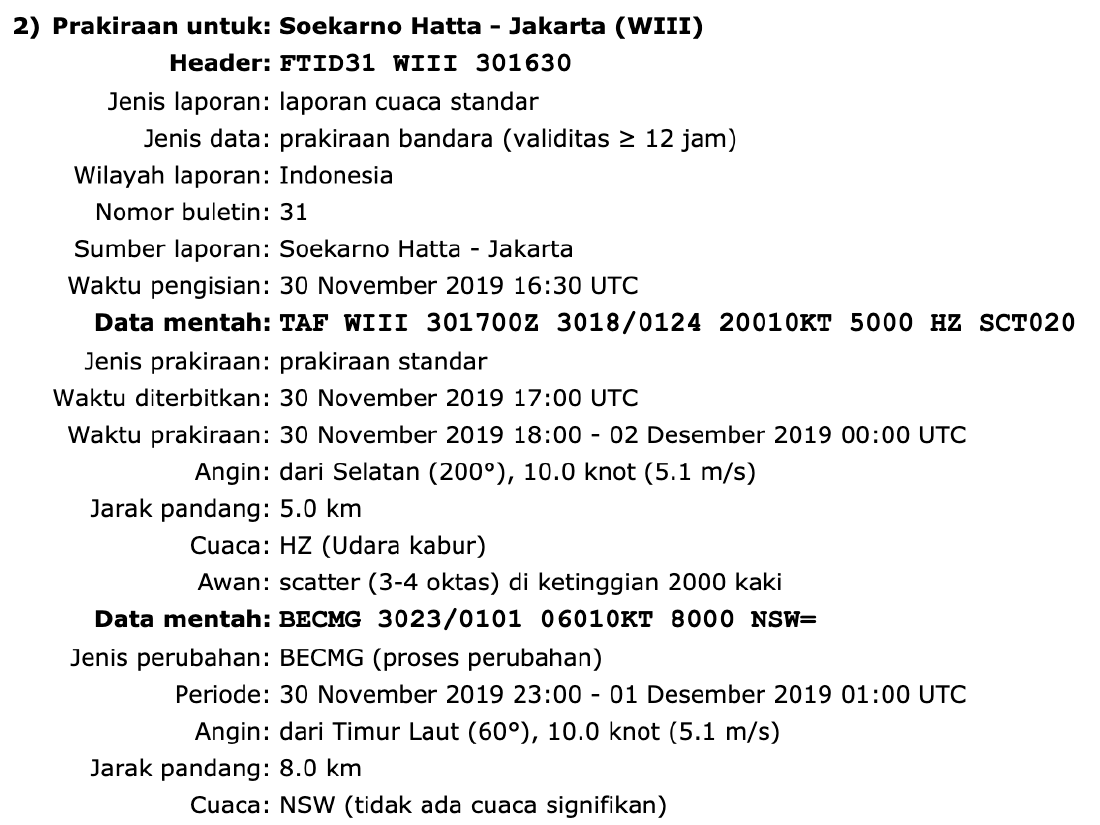 2) Prakiraan untuk: Soekarno Hatta - Jakarta (WIII)
Header: FTID31 WIII 301630
Jenis laporan: laporan cuaca standar
Jenis data: prakiraan bandara (validitas ≥ 12 jam)
Wilayah laporan: Indonesia
Nomor buletin: 31
Sumber laporan: Soekarno Hatta - Jakarta
Waktu pengisian: 30 November 2019 16:30 UTC
Data mentah: TAF WIII 301700Z 3018/0124 20010KT 5000 HZ SCT020
Jenis prakiraan: prakiraan standar
Waktu diterbitkan: 30 November 2019 17:00 UTC
Waktu prakiraan: 30 November 2019 18:00 - 02 Desember 2019 00:00 UTC
Angin: dari Selatan (200°), 10.0 knot (5.1 m/s)
Jarak pandang: 5.0 km
Cuaca: HZ (Udara kabur)
Awan: scatter (3-4 oktas) di ketinggian 2000 kaki
Data mentah: BECMG 3023/0101 06010KT 8000 NSW=
Jenis perubahan: BECMG (proses perubahan)
Periode: 30 November 2019 23:00 - 01 Desember 2019 01:00 UTC
Angin: dari Timur Laut (60°), 10.0 knot (5.1 m/s)
Jarak pandang: 8.0 km
Cuaca: NSW (tidak ada cuaca signifikan)